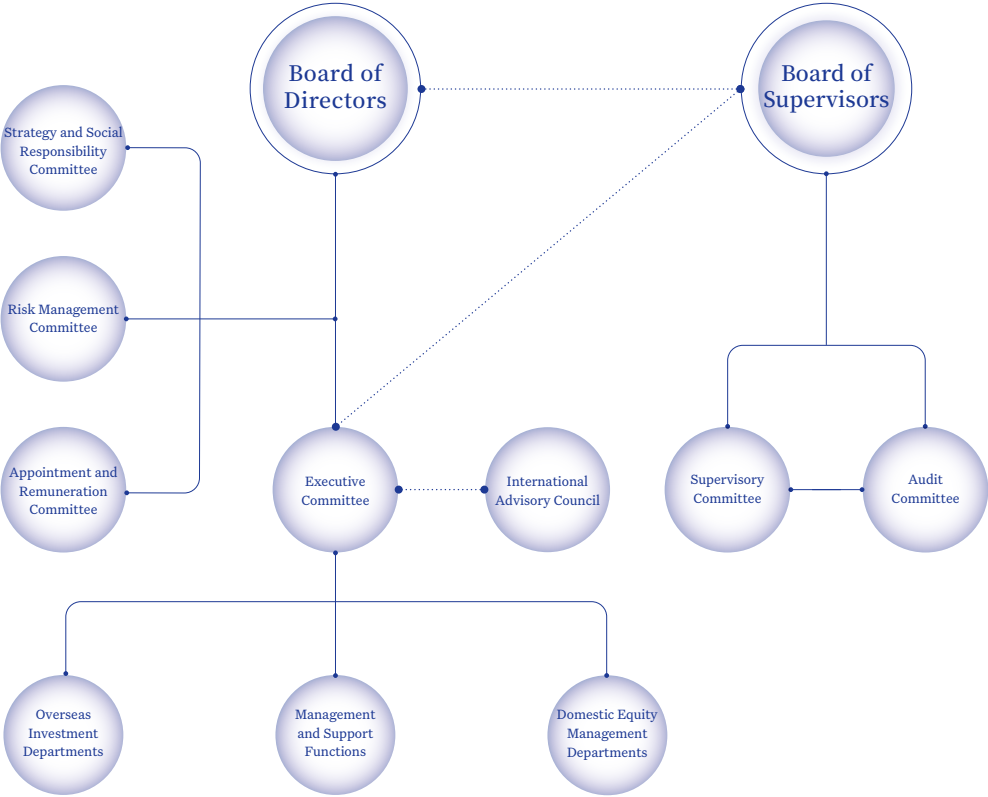 Board of
Directors
Board of
Supervisors
Strategy and Social
Responsibility
Committee
Risk Management
Committee
Appointment and
Remuneration
Committee
Executive
Committee
International
Advisory Council
Supervisory
Committee
Audit
Committee
Overseas
Investment
Departments
Management
and Support
Functions
Domestic Equity
Management
Departments